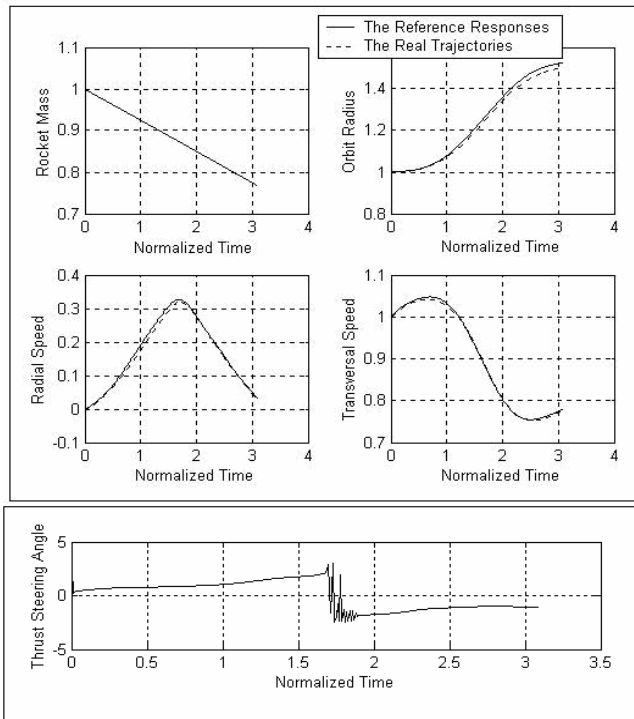 The Reference Responses
The Real Trajectories
1.1
1
0.9
0.8
0.7
Rocket Mass
0 1 2 3 4
Normalized Time
1.4
1.2
1
0.8
Orbit Radius
0 1 2 3 4
Normalized Time
0.4
0.3
0.2
0.1
0
-0.1
Radial Speed
0 1 2 3 4
Normalized Time
1.1
1
0.9
0.8
0.7
Transversal Speed
0 1 2 3 4
Normalized Time
5
0
-5
Thrust Steering Angle
0 0.5 1 1.5 2 2.5 3 3.5
Normalized Time